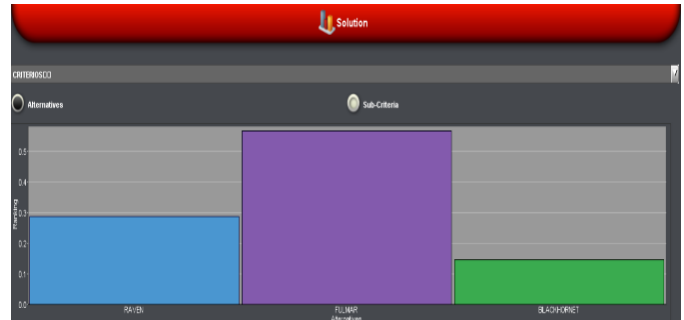 Solution
CRITERIOS[3]
Alternatives
Sub-Criteria
Ranking
0.5
0.4
0.3
0.2
0.1
0.0
RAVEN
FULMAR
BLACKHORNET
Alternatives